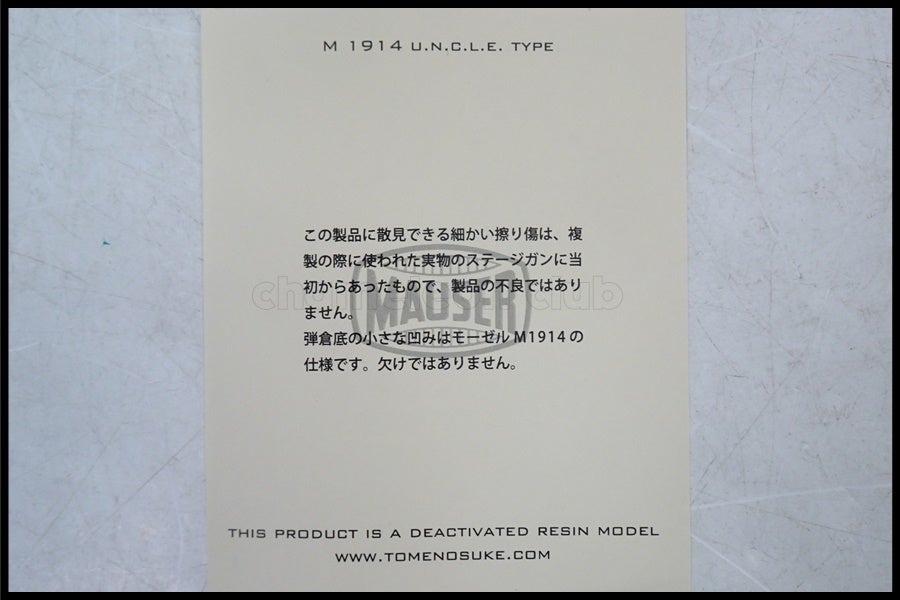 M 1914 U.N.C.L.E. TYPE
この製品に散見できる細かい擦り傷は、複
製の際に使われた実物のステージガンに当
初からあったもので、製品の不良ではあり
ません。
MAUSER
弾倉底の小さな凹みはモーゼル M1914 の
仕様です。欠けではありません。
THIS PRODUCT IS A DEACTIVATED RESIN MODEL
WWW.TOMENOSUKE.COM